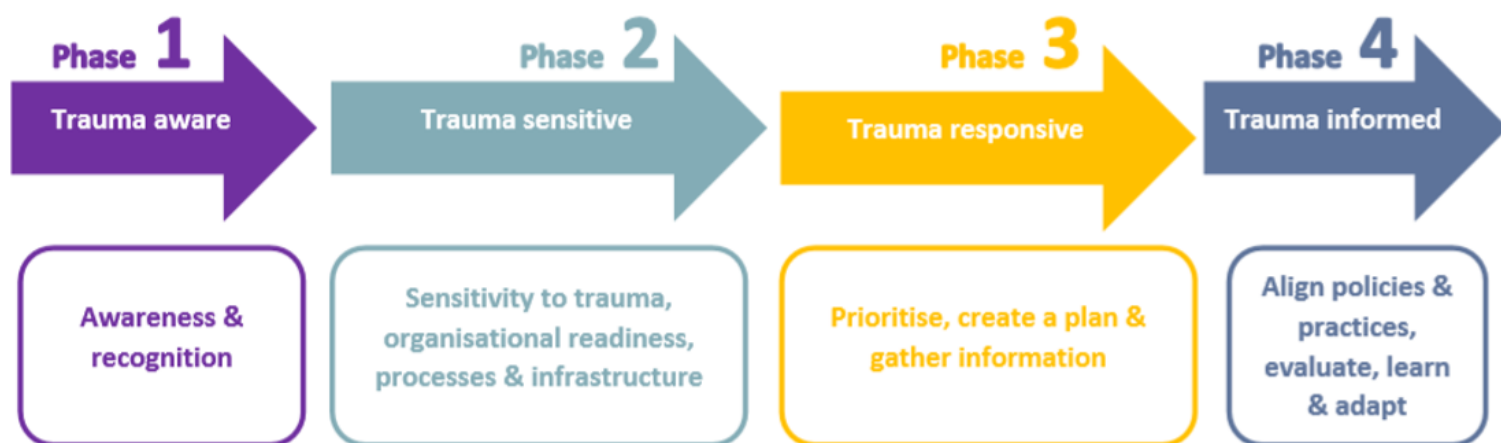 Phase 1
Trauma aware
Awareness &
recognition
Phase 2
Trauma sensitive
Sensitivity to trauma,
organisational readiness,
processes & infrastructure
Phase 3
Trauma responsive
Prioritise, create a plan &
gather information
Phase 4
Trauma informed
Align policies &
practices,
evaluate, learn
& adapt